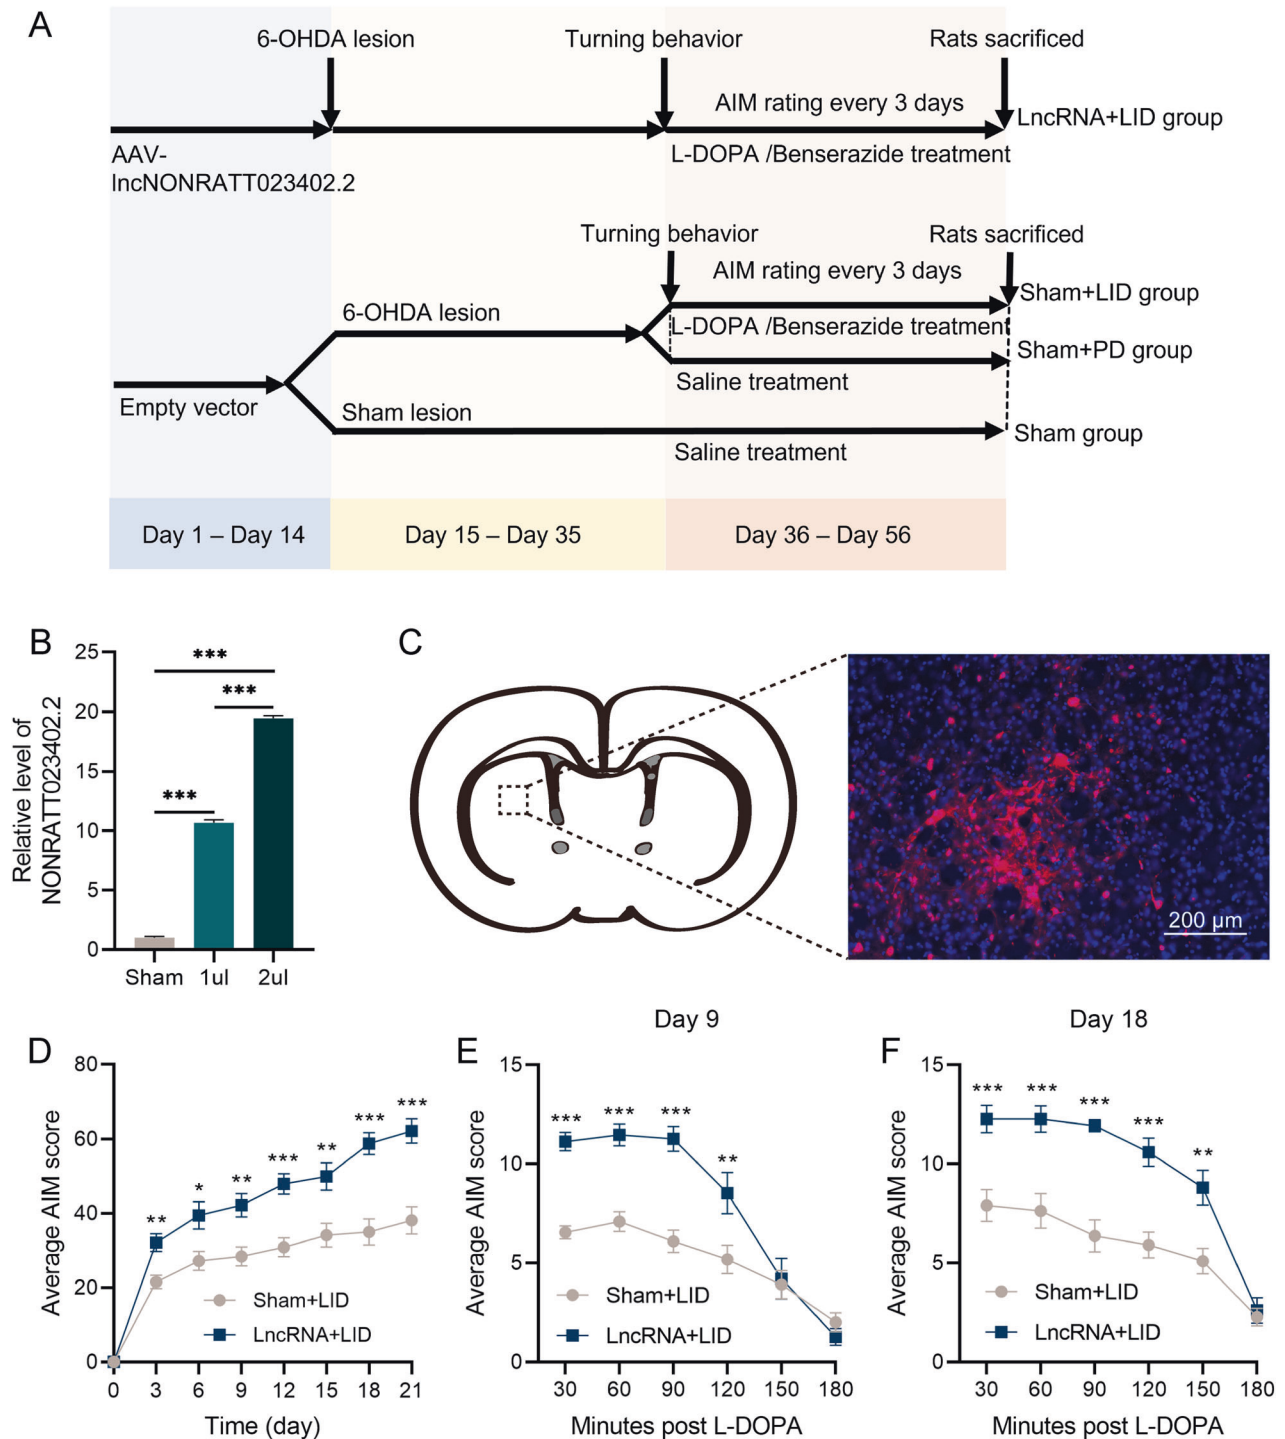 A
6-OHDA lesion
Turning behavior
Rats sacrificed
AIM rating every 3 days
LncRNA+LID group
AAV-
lncNONRATT023402.2
L-DOPA /Benserazide treatment
Turning behavior
Rats sacrificed
AIM rating every 3 days
Sham+LID group
6-OHDA lesion
L-DOPA /Benserazide treatment
Sham+PD group
Saline treatment
Empty vector
Sham lesion
Sham group
Saline treatment
Day 1 – Day 14
Day 15 – Day 35
Day 36 – Day 56
B
Relative level of
NONRATT023402.2
25
20
15
10
5
0
***
***
***
Sham
1ul
2ul
C
200 μm
D
Average AIM score
80
60
40
20
0
**
*
**
***
**
***
***
Sham+LID
LncRNA+LID
0 3 6 9 12 15 18 21
Time (day)
E
Day 9
Average AIM score
15
10
5
0
***
***
***
**
Sham+LID
LncRNA+LID
30 60 90 120 150 180
Minutes post L-DOPA
F
Day 18
Average AIM score
15
10
5
0
***
***
***
***
**
Sham+LID
LncRNA+LID
30 60 90 120 150 180
Minutes post L-DOPA